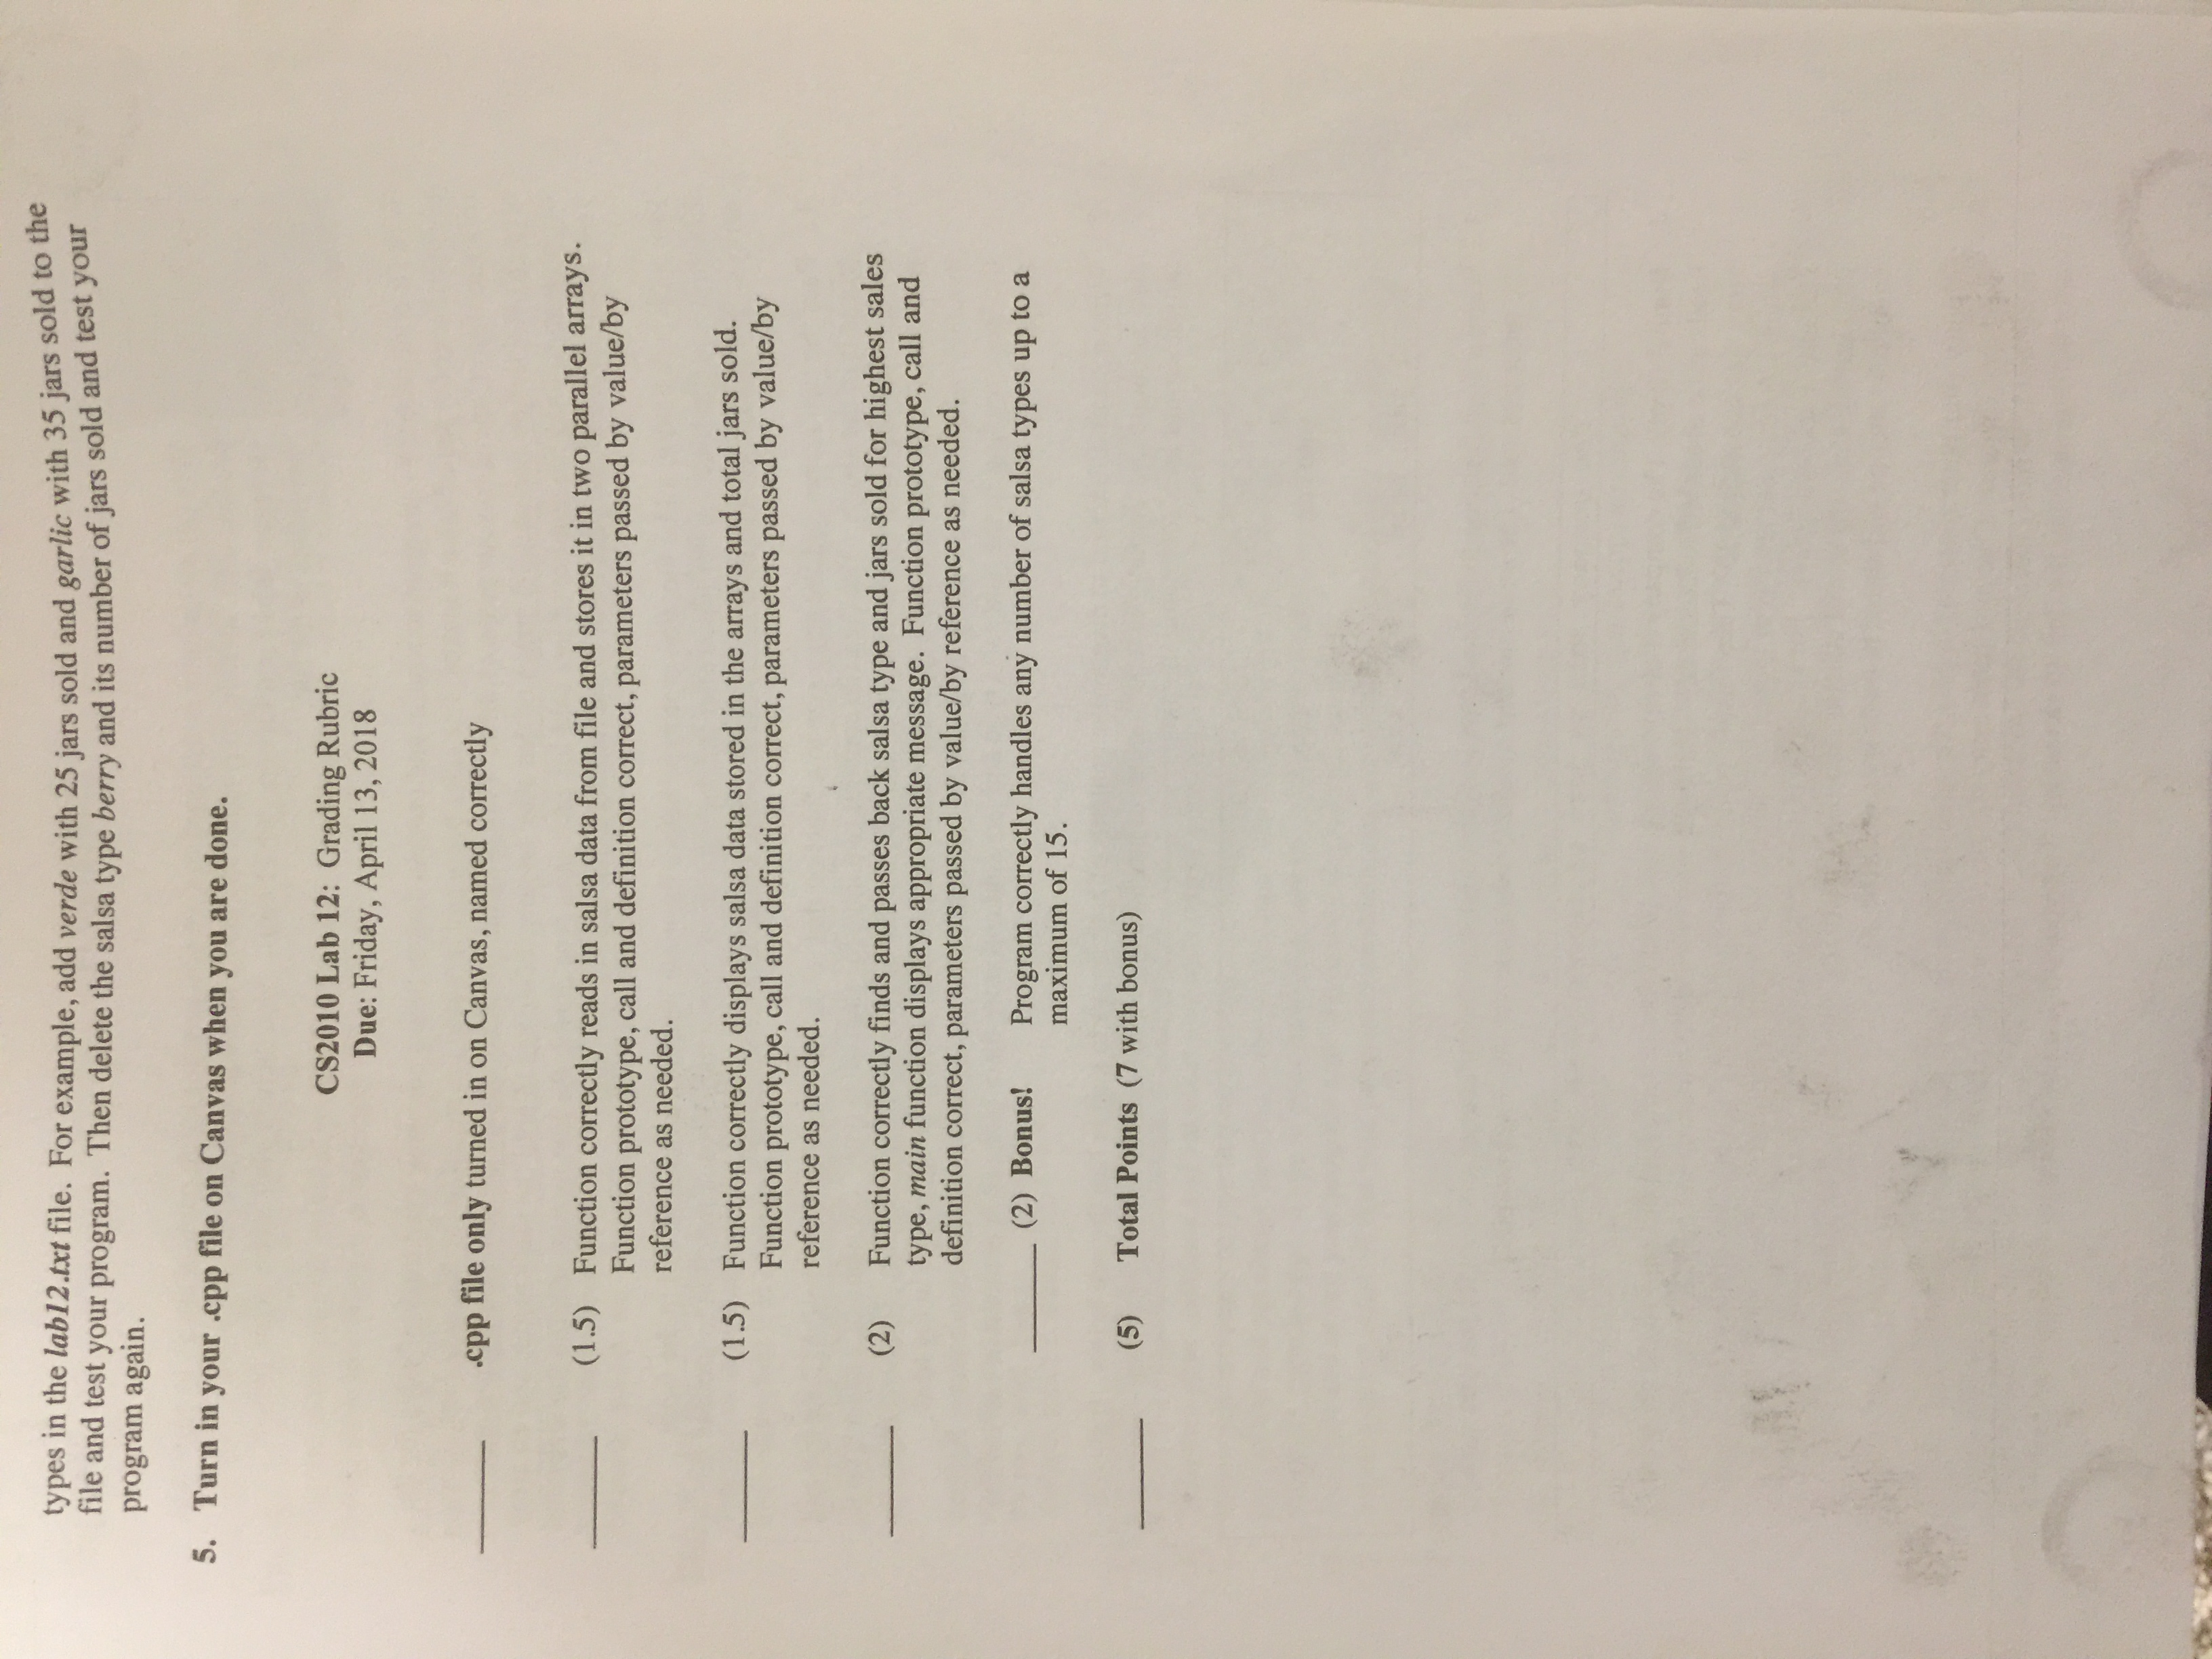 types in the lab12.txt file. For example, add verde with 25 jars sold and garlic with 35 jars sold to the
file and test your program. Then delete the salsa type berry and its number of jars sold and test your
program again.
5. Turn in your .cpp file on Canvas when you are done.
CS2010 Lab 12: Grading Rubric
Due: Friday, April 13, 2018
______ .cpp file only turned in on Canvas, named correctly
______ (1.5) Function correctly reads in salsa data from file and stores it in two parallel arrays.
Function prototype, call and definition correct, parameters passed by value/by
reference as needed.
______ (1.5) Function correctly displays salsa data stored in the arrays and total jars sold.
Function prototype, call and definition correct, parameters passed by value/by
reference as needed.
______ (2) Function correctly finds and passes back salsa type and jars sold for highest sales
type, main function displays appropriate message. Function prototype, call and
definition correct, parameters passed by value/by reference as needed.
______ (2) Bonus! Program correctly handles any number of salsa types up to a
maximum of 15.
______ (5) Total Points (7 with bonus)